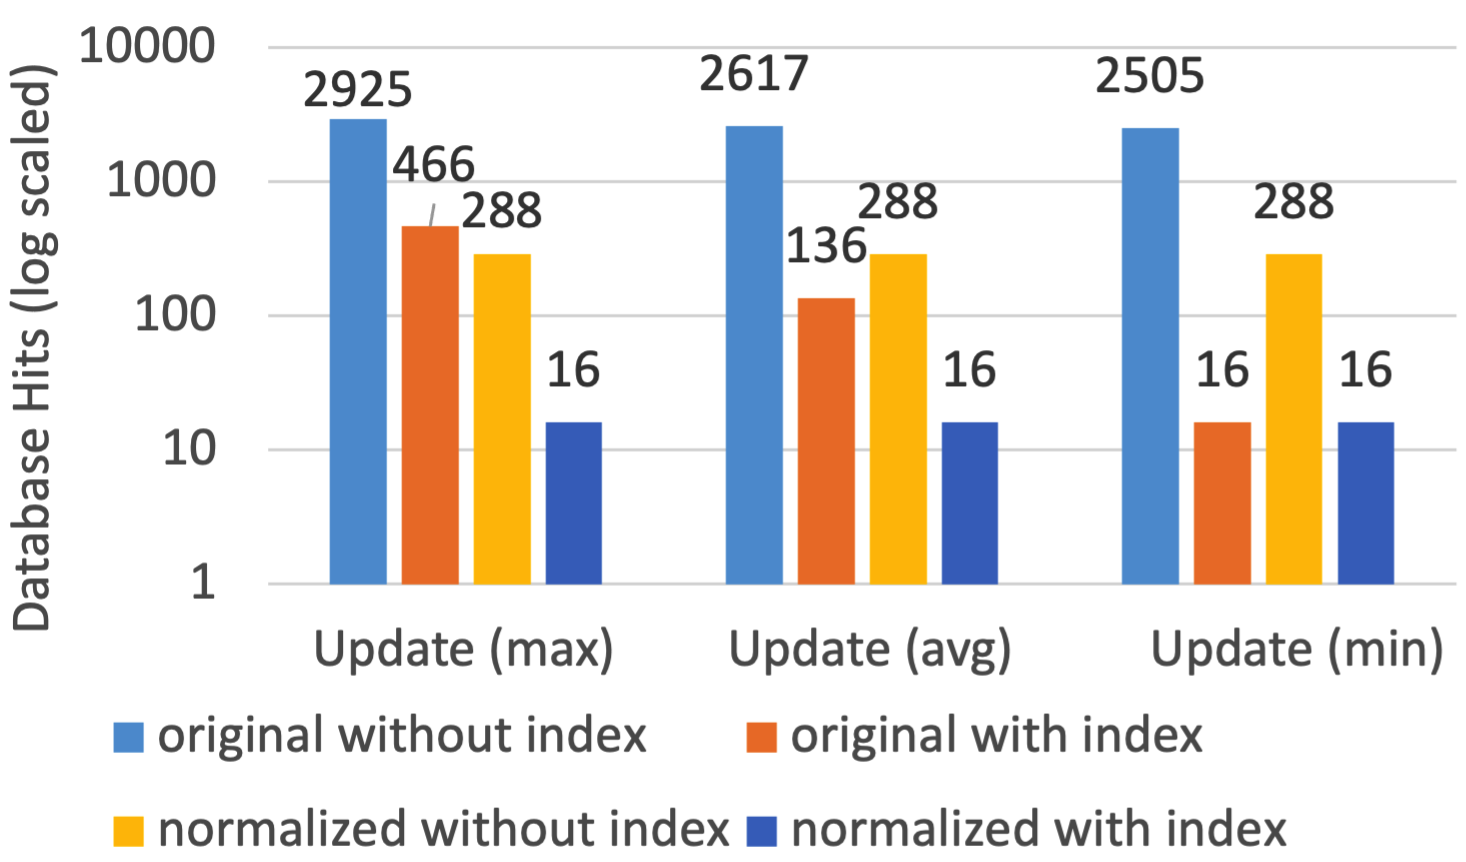 Database Hits (log scaled)
10000
1000
100
10
1
2925
466
288
16
2617
136
288
16
2505
16
288
16
Update (max)
Update (avg)
Update (min)
original without index
original with index
normalized without index
normalized with index